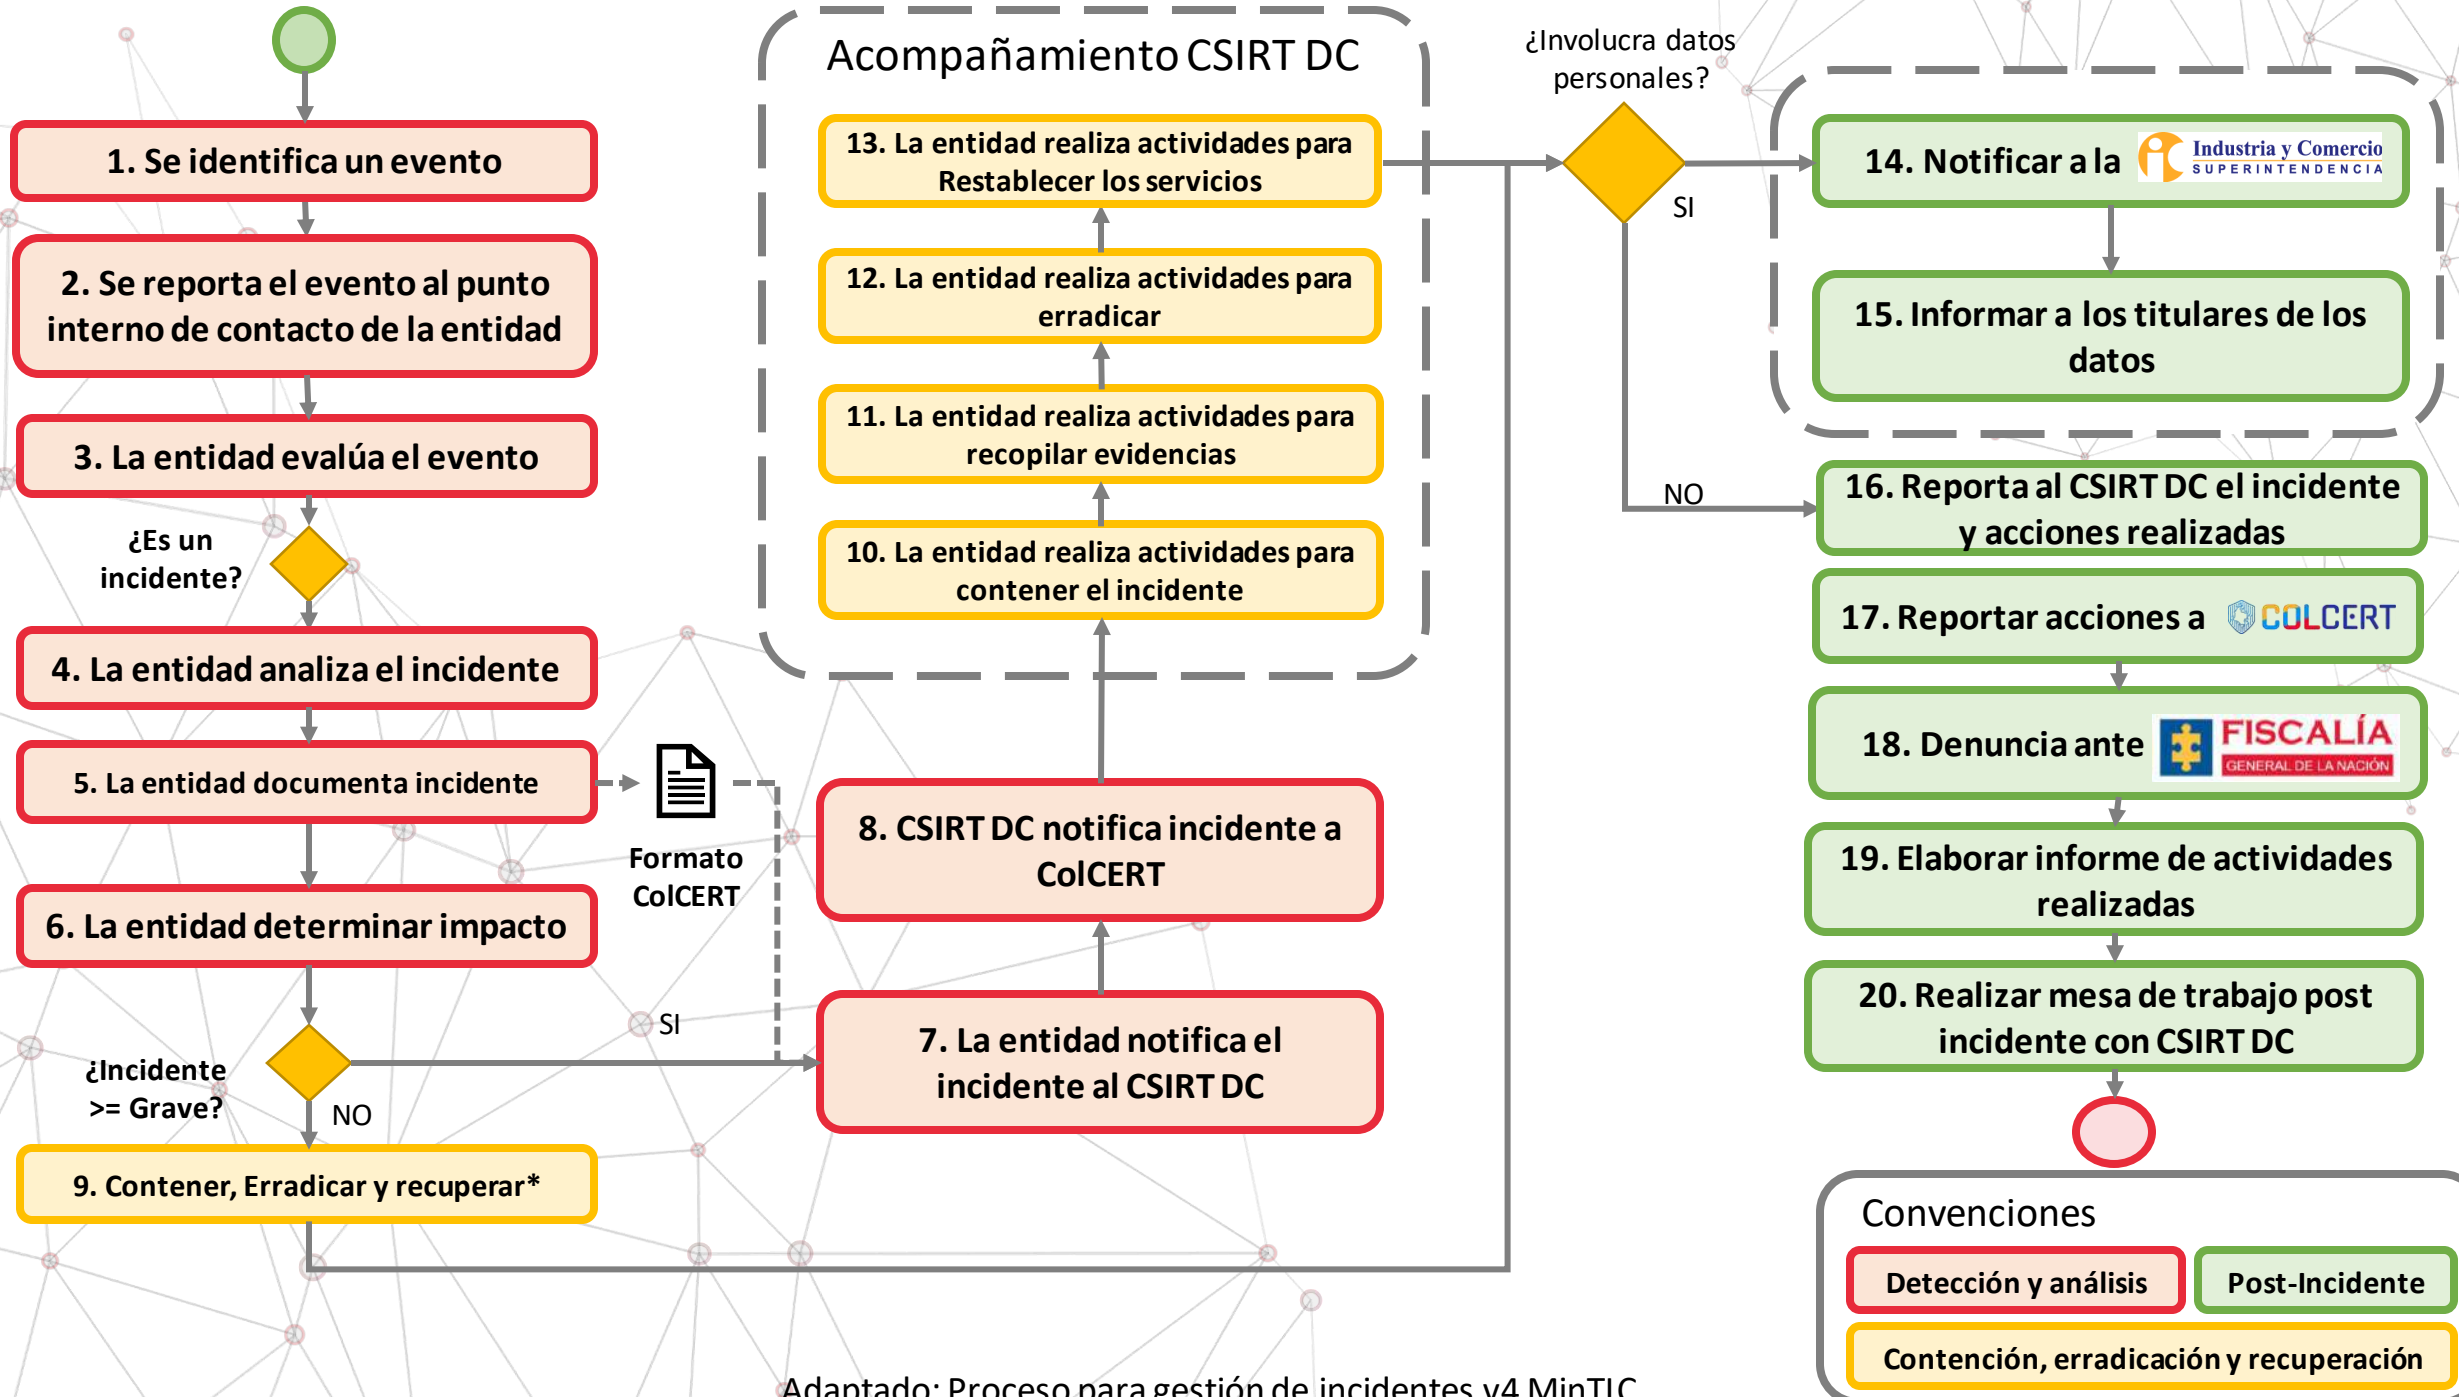 1. Se identifica un evento
2. Se reporta el evento al punto
interno de contacto de la entidad
3. La entidad evalúa el evento
¿Es un
incidente?
4. La entidad analiza el incidente
5. La entidad documenta incidente
Formato
ColCERT
6. La entidad determinar impacto
¿Incidente
>= Grave?
SI
NO
7. La entidad notifica el
incidente al CSIRT DC
8. CSIRT DC notifica incidente a
ColCERT
9. Contener, Erradicar y recuperar*
Acompañamiento CSIRT DC
13. La entidad realiza actividades para
Restablecer los servicios
12. La entidad realiza actividades para
erradicar
11. La entidad realiza actividades para
recopilar evidencias
10. La entidad realiza actividades para
contener el incidente
¿Involucra datos
personales?
SI
NO
14. Notificar a la
Industria y Comercio
SUPERINTENDENCIA
15. Informar a los titulares de los
datos
16. Reporta al CSIRT DC el incidente
y acciones realizadas
17. Reportar acciones a COLCERT
18. Denuncia ante
FISCALÍA
GENERAL DE LA NACIÓN
19. Elaborar informe de actividades
realizadas
20. Realizar mesa de trabajo post
incidente con CSIRT DC
Convenciones
Detección y análisis
Post-Incidente
Contención, erradicación y recuperación
Adaptado: Proceso para gestión de incidentes v4 MinTIC